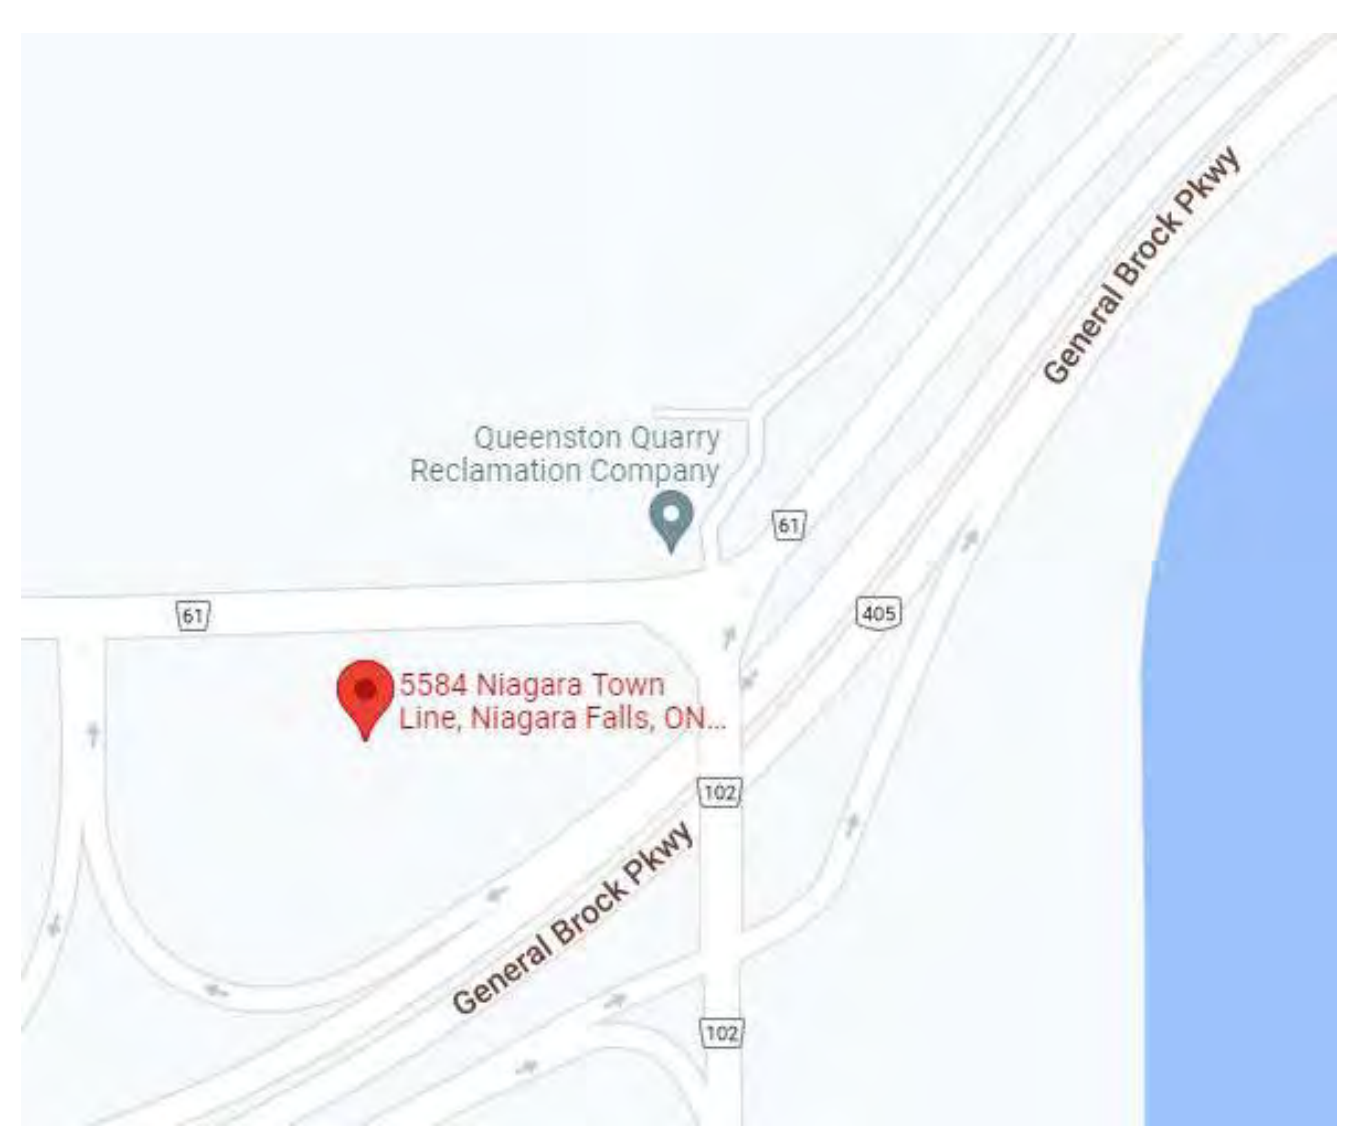 General Brock Pkwy
Queenston Quarry
Reclamation Company
61
61
405
5584 Niagara Town
Line, Niagara Falls, ON...
102
General Brock Pkwy
102